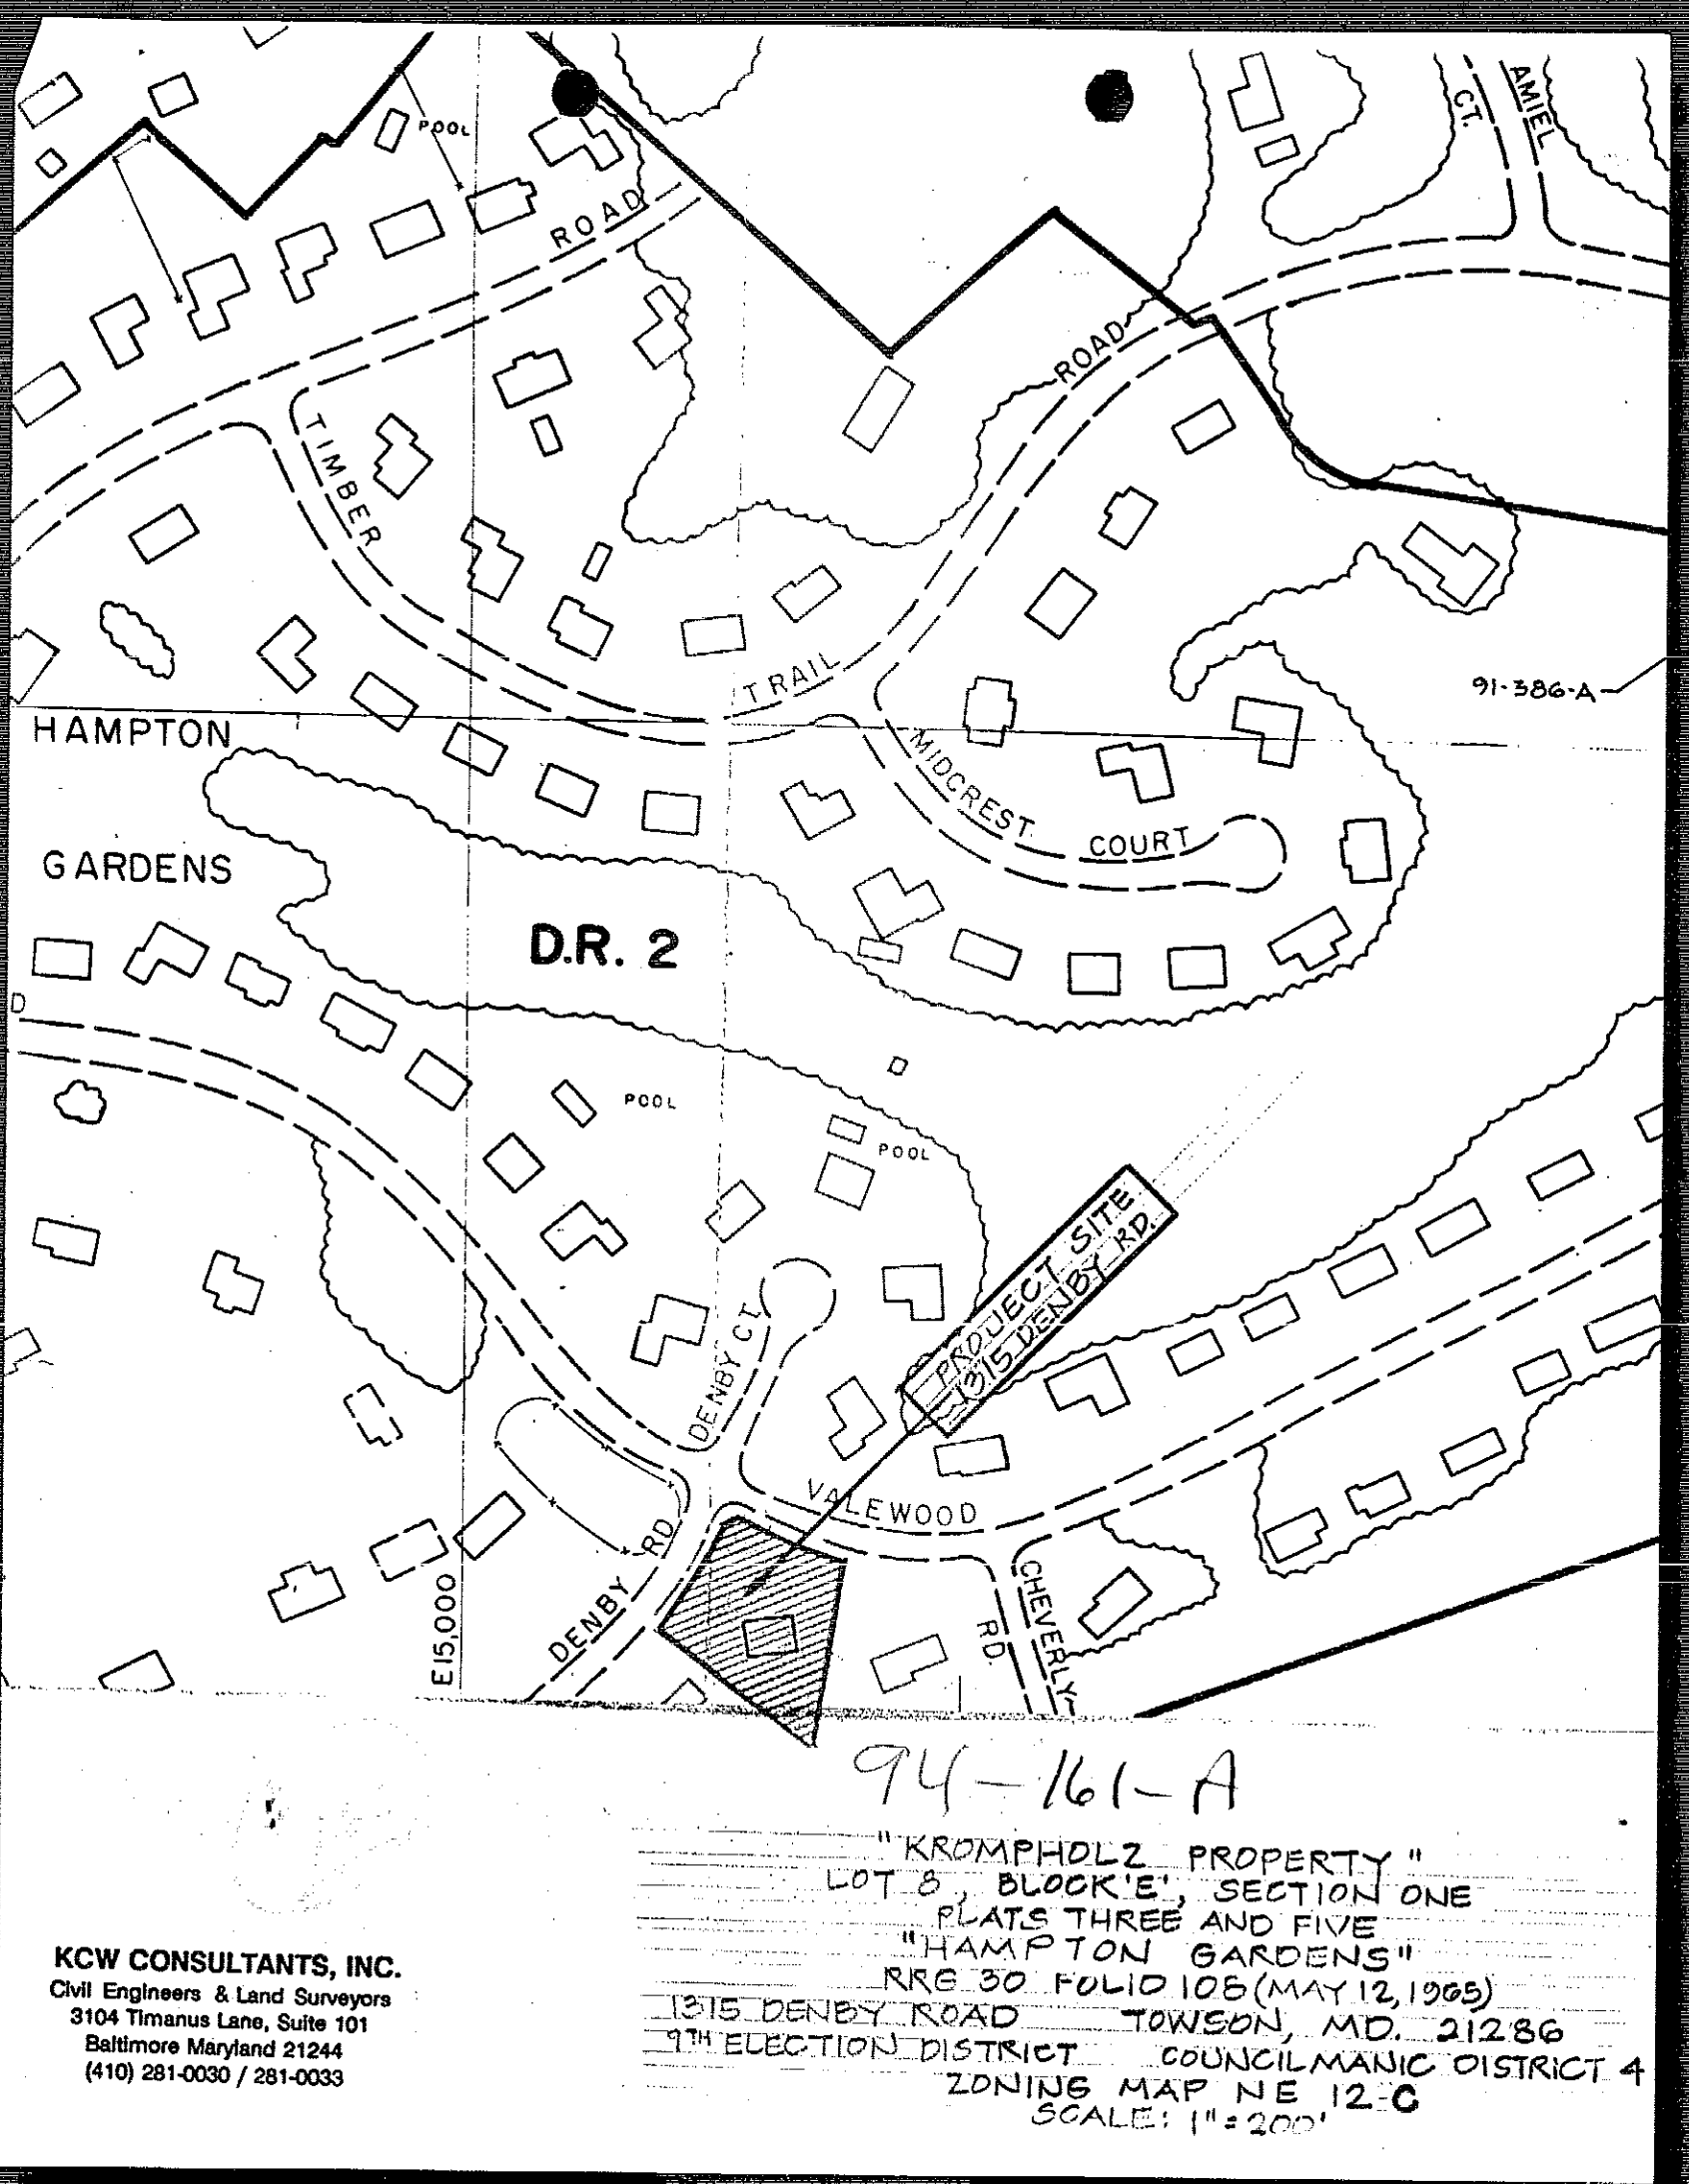 AMIEL
CT.
POOL
ROAD
ROAD
TIMBER
TRAIL
91-386-A
HAMPTON
MIDCREST
COURT
GARDENS
D.R. 2
D
POOL
POOL
PROJECT SITE
1315 DENBY RD.
DENBY CT.
VALEWOOD
DENBY RD.
CHEVERLY
RD.
E15,000
94-161-A
"KROMPHOLZ PROPERTY"
LOT 8, BLOCK 'E', SECTION ONE
PLATS THREE AND FIVE
"HAMPTON GARDENS"
RRG 30 FOLIO 108 (MAY 12, 1965)
1315 DENBY ROAD TOWSON, MD. 21286
9TH ELECTION DISTRICT COUNCILMANIC DISTRICT 4
ZONING MAP NE 12-C
SCALE: 1" = 200'
KCW CONSULTANTS, INC.
Civil Engineers & Land Surveyors
3104 Timanus Lane, Suite 101
Baltimore Maryland 21244
(410) 281-0030 / 281-0033